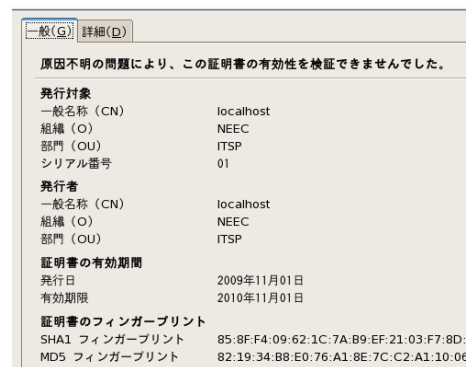 一般(G) 詳細(D)
原因不明の問題により、この証明書の有効性を検証できませんでした。
発行対象
一般名称（CN） localhost
組織（O） NEEC
部門（OU） ITSP
シリアル番号 01
発行者
一般名称（CN） localhost
組織（O） NEEC
部門（OU） ITSP
証明書の有効期間
発行日 2009年11月01日
有効期限 2010年11月01日
証明書のフィンガープリント
SHA1 フィンガープリント 85:8F:F4:09:62:1C:7A:B9:EF:21:03:F7:8D:
MD5 フィンガープリント 82:19:34:B8:E0:76:A1:8E:7C:C2:A1:10:06